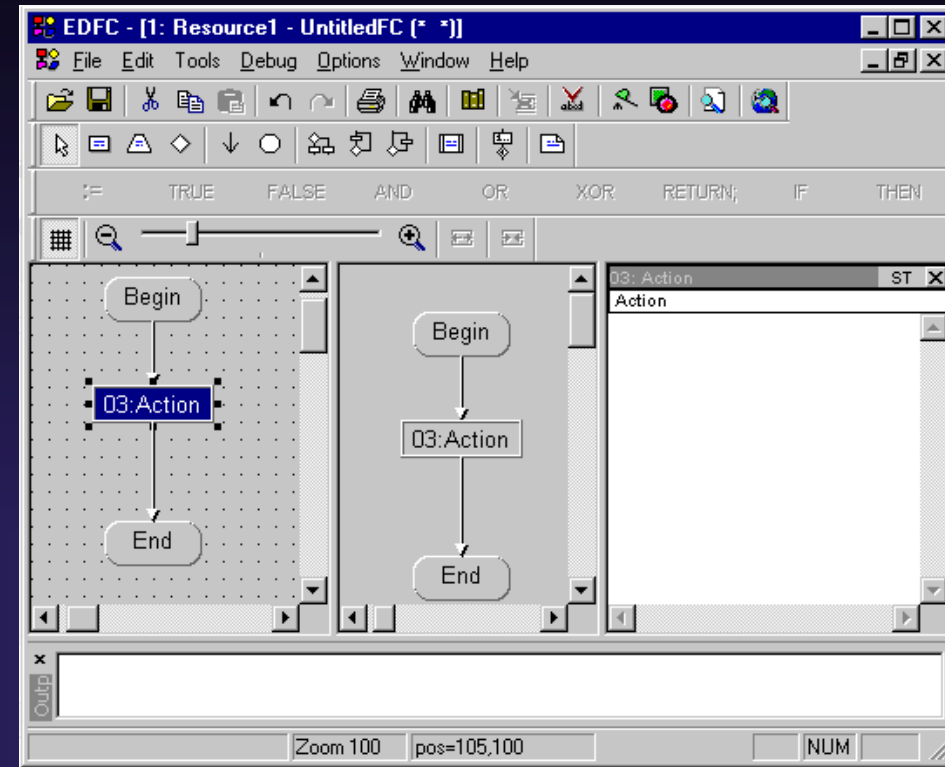 EDFC - [1: Resource1 - UntitledFC (* *)]
File Edit Tools Debug Options Window Help
:= TRUE FALSE AND OR XOR RETURN; IF THEN
Begin
03:Action
End
Begin
03:Action
End
03: Action ST
Action
Outp
Zoom 100 pos=105,100 NUM